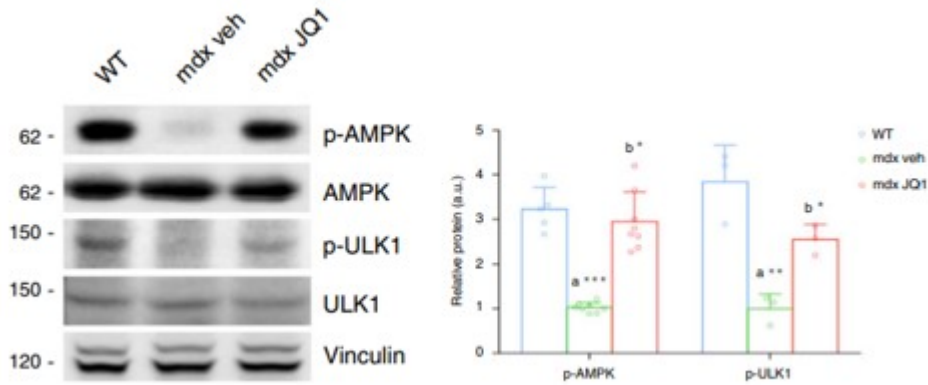 WT
mdx veh
mdx JQ1
62 - p-AMPK
62 - AMPK
150 - p-ULK1
150 - ULK1
120 - Vinculin
Relative protein (a.u.)
5
4
3
2
1
0
a ***
b *
a **
b *
p-AMPK
p-ULK1
WT
mdx veh
mdx JQ1